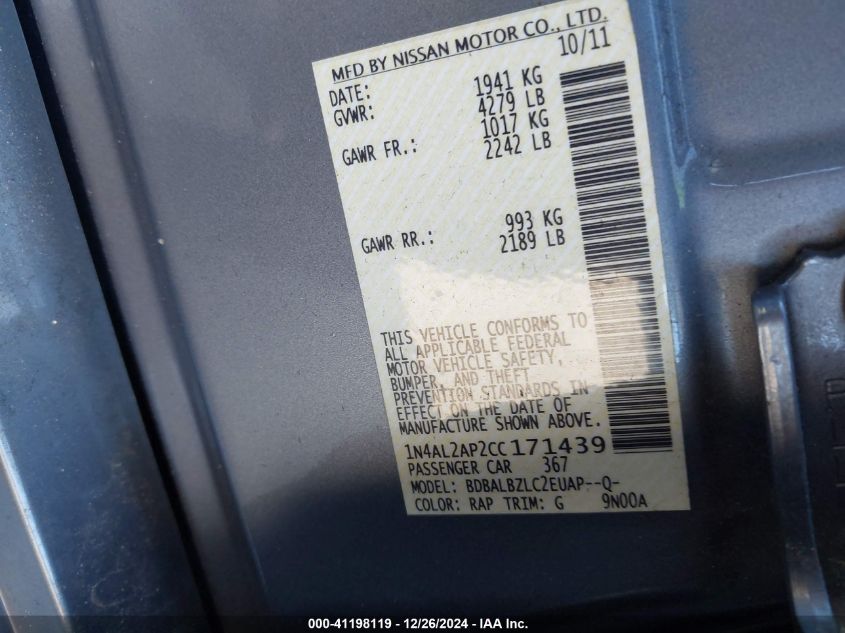 MFD BY NISSAN MOTOR CO., LTD.
DATE: 10/11
GVWR: 1941 KG
4279 LB
GAWR FR.: 1017 KG
2242 LB
GAWR RR.: 993 KG
2189 LB
THIS VEHICLE CONFORMS TO
ALL APPLICABLE FEDERAL
MOTOR VEHICLE SAFETY,
BUMPER, AND THEFT
PREVENTION STANDARDS IN
EFFECT ON THE DATE OF
MANUFACTURE SHOWN ABOVE.
1N4AL2AP2CC171439
PASSENGER CAR 367
MODEL: BDBALBZLC2EUAP--Q-
COLOR: RAP TRIM: G 9N00A
000-41198119 - 12/26/2024 - IAA Inc.